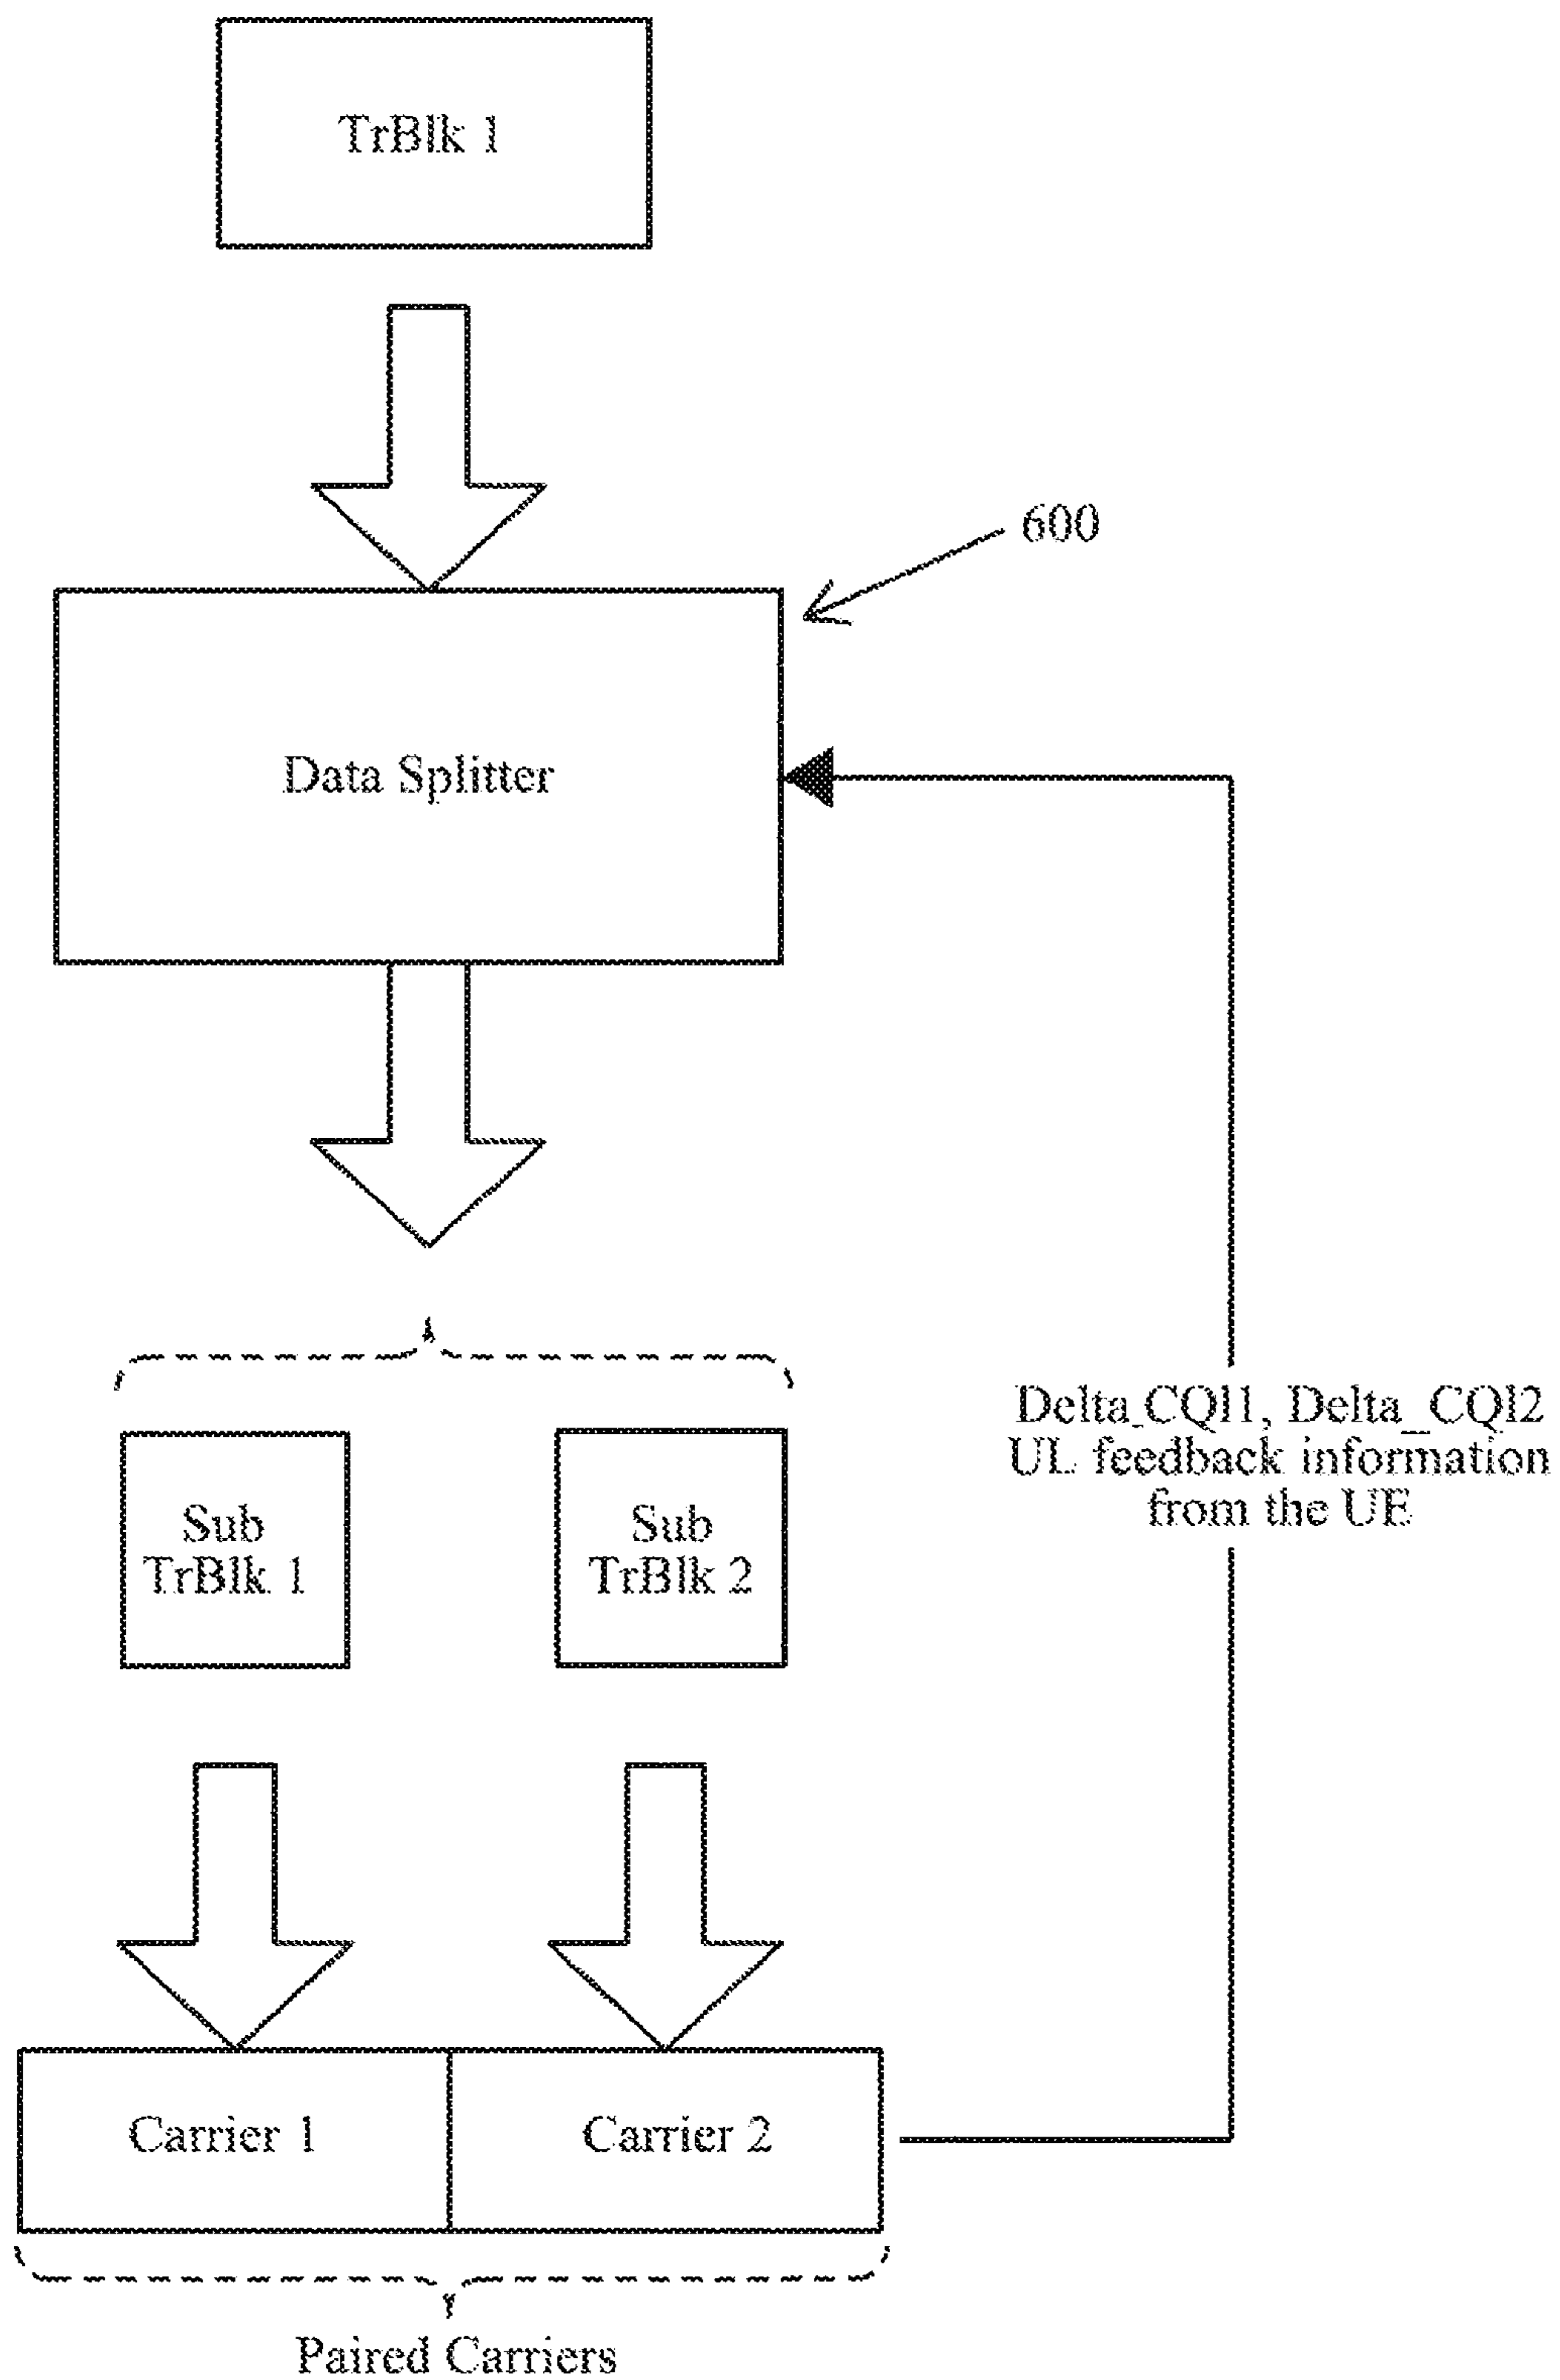 TrBlk 1
600
Data Splitter
Delta_CQI1, Delta_CQI2
UL feedback information
from the UE
Sub
TrBlk 1
Sub
TrBlk 2
Carrier 1
Carrier 2
Paired Carriers